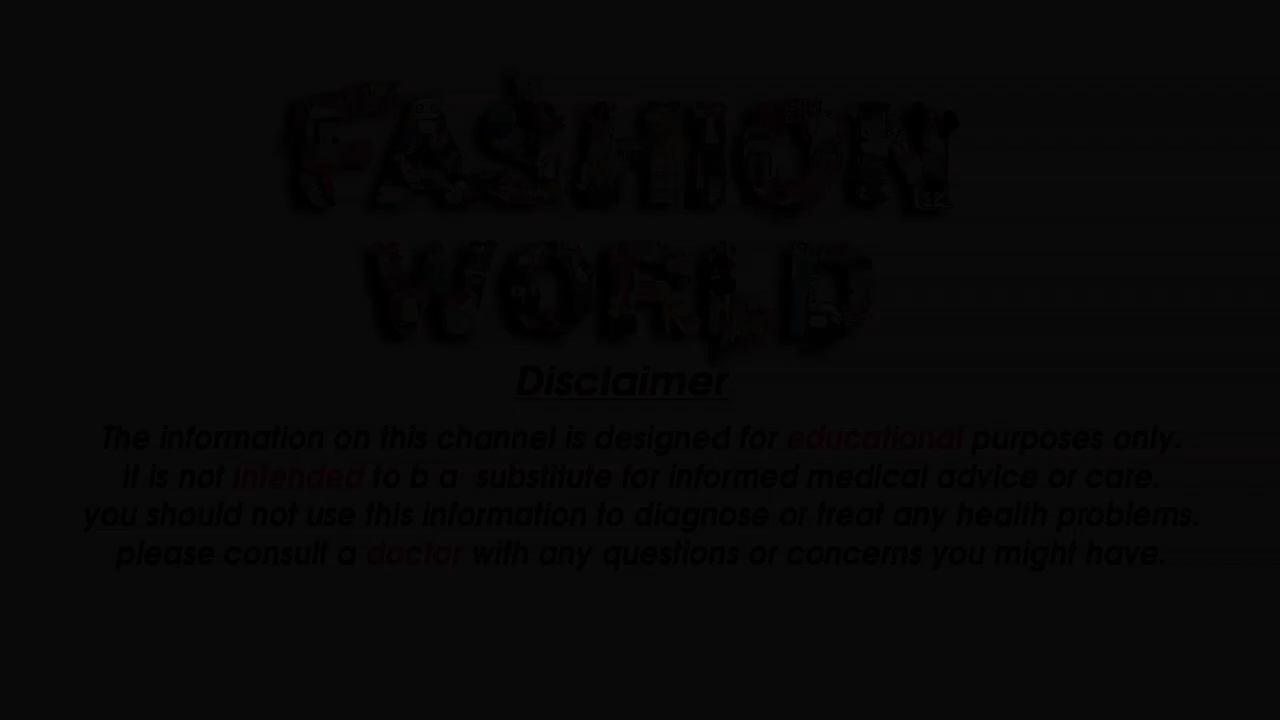 FASHION
WORLD
Disclaimer
The information on this channel is designed for educational purposes only.
it is not intended to b a substitute for informed medical advice or care.
you should not use this information to diagnose or treat any health problems.
please consult a doctor with any questions or concerns you might have.